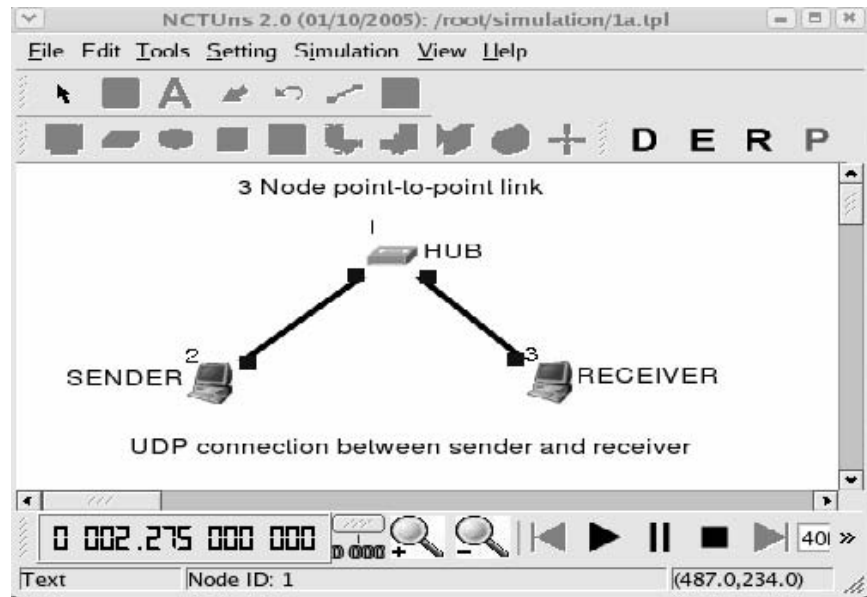 NCTUns 2.0 (01/10/2005): /root/simulation/1a.tpl
File Edit Tools Setting Simulation View Help
A
D E R P
3 Node point-to-point link
1
HUB
2
SENDER
3
RECEIVER
UDP connection between sender and receiver
0 002.275 000 000
0 000
+
-
40
»
Text
Node ID: 1
(487.0,234.0)